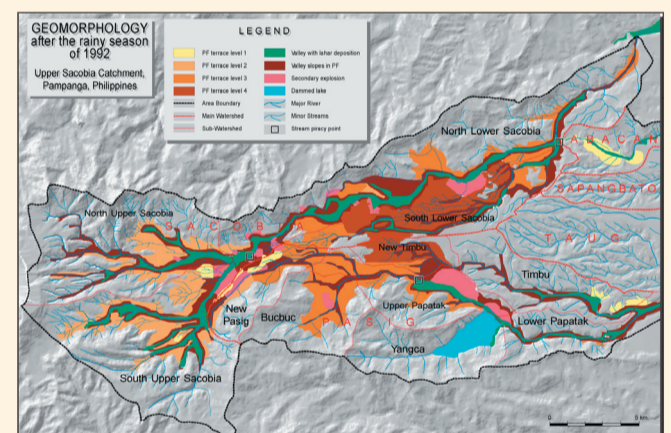 GEOMORPHOLOGY
after the rainy season
of 1992
Upper Sacobia Catchment,
Pampanga, Philippines
LEGEND
PF terrace level 1
PF terrace level 2
PF terrace level 3
PF terrace level 4
Area Boundary
Main Watershed
Sub-Watershed
Valley with lahar deposition
Valley slopes in PF
Secondary explosion
Dammed lake
Major River
Minor Streams
Stream piracy point
North Lower Sacobia
SAPANGBATO
North Upper Sacobia
SACOBIA
South Lower Sacobia
TAUG
New Timbu
Timbu
New
Pasig
Bucbuc
Upper Papatak
PASIG
Lower Papatak
Yangca
South Upper Sacobia
0
5 km